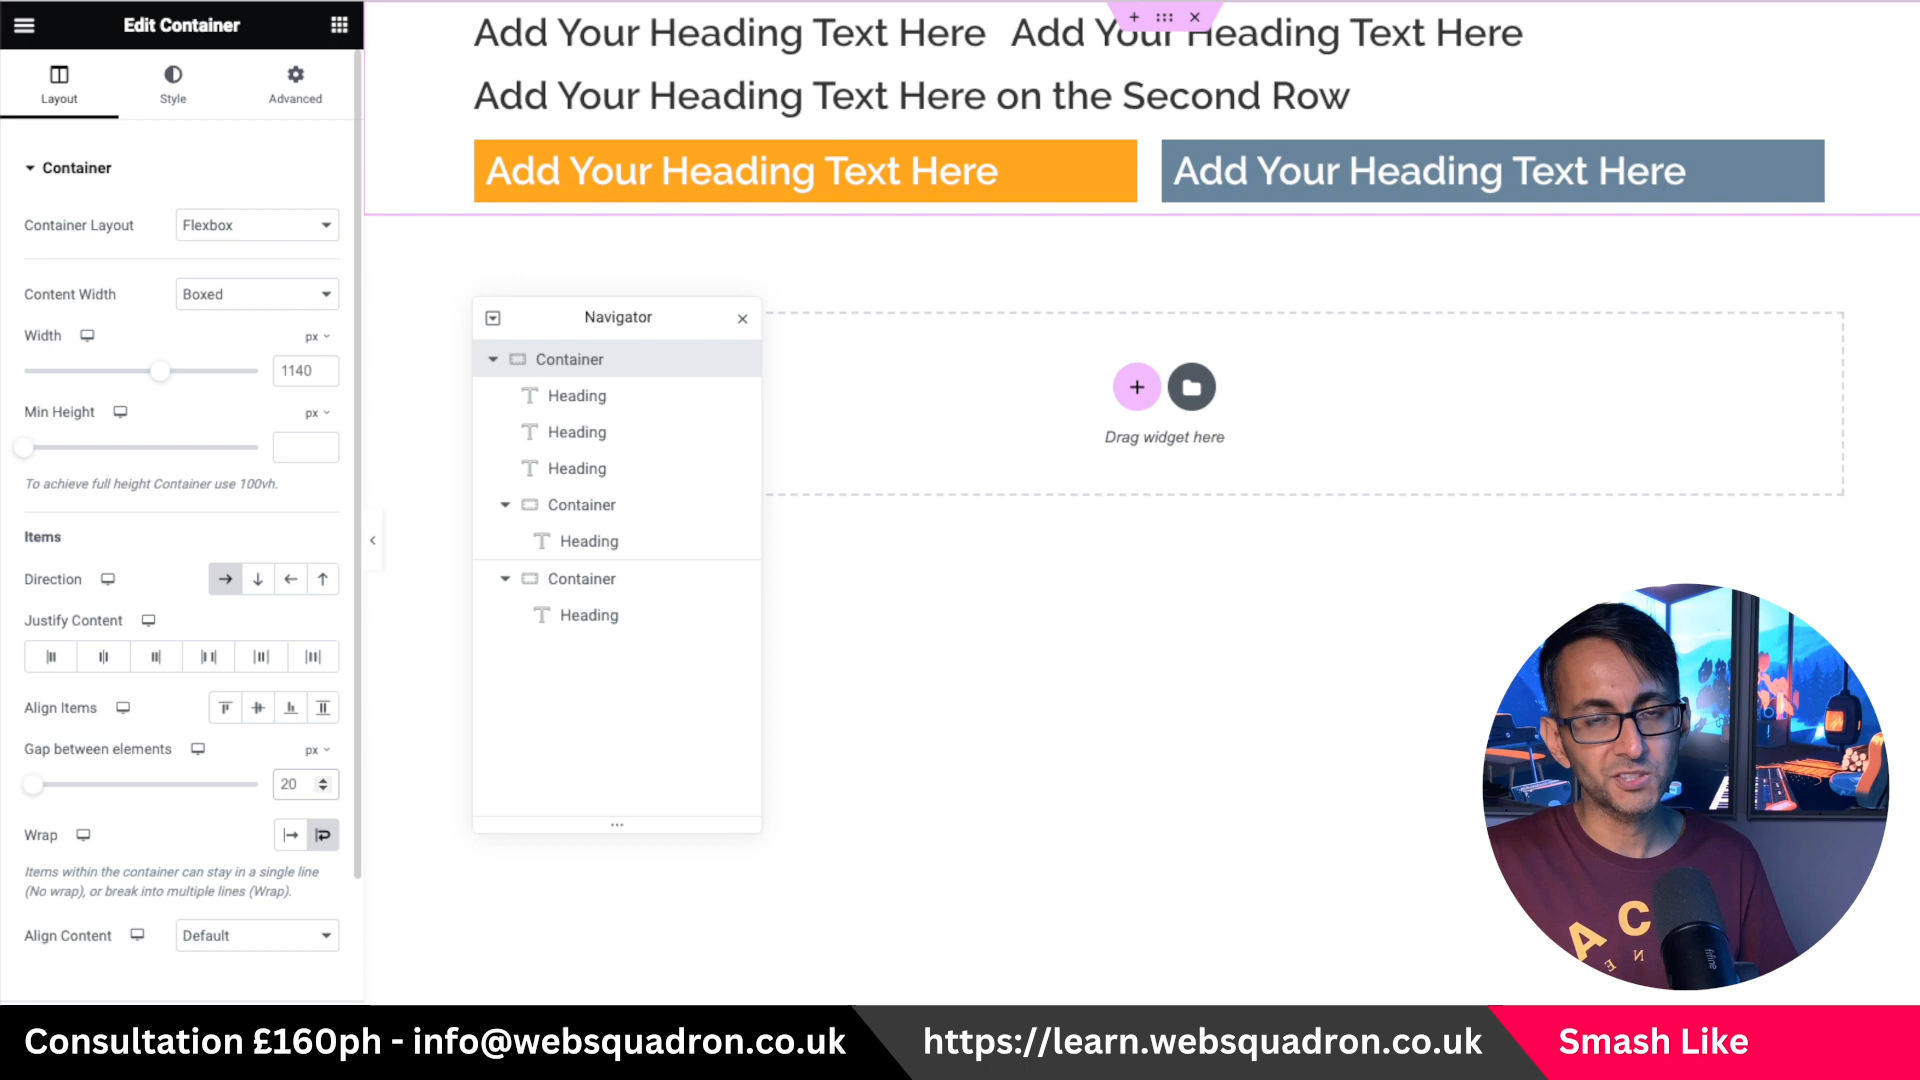 Edit Container
Layout
Style
Advanced
Container
Container Layout
Flexbox
Content Width
Boxed
Width
px
1140
Min Height
px
To achieve full height Container use 100vh.
Items
Direction
Justify Content
Align Items
Gap between elements
px
20
Wrap
Items within the container can stay in a single line
(No wrap), or break into multiple lines (Wrap).
Align Content
Default
Add Your Heading Text Here
Add Your Heading Text Here
Add Your Heading Text Here on the Second Row
Add Your Heading Text Here
Add Your Heading Text Here
Navigator
Container
Heading
Heading
Heading
Container
Heading
Container
Heading
Drag widget here
A C
E N
fifine
Consultation £160ph - info@websquadron.co.uk
https://learn.websquadron.co.uk
Smash Like